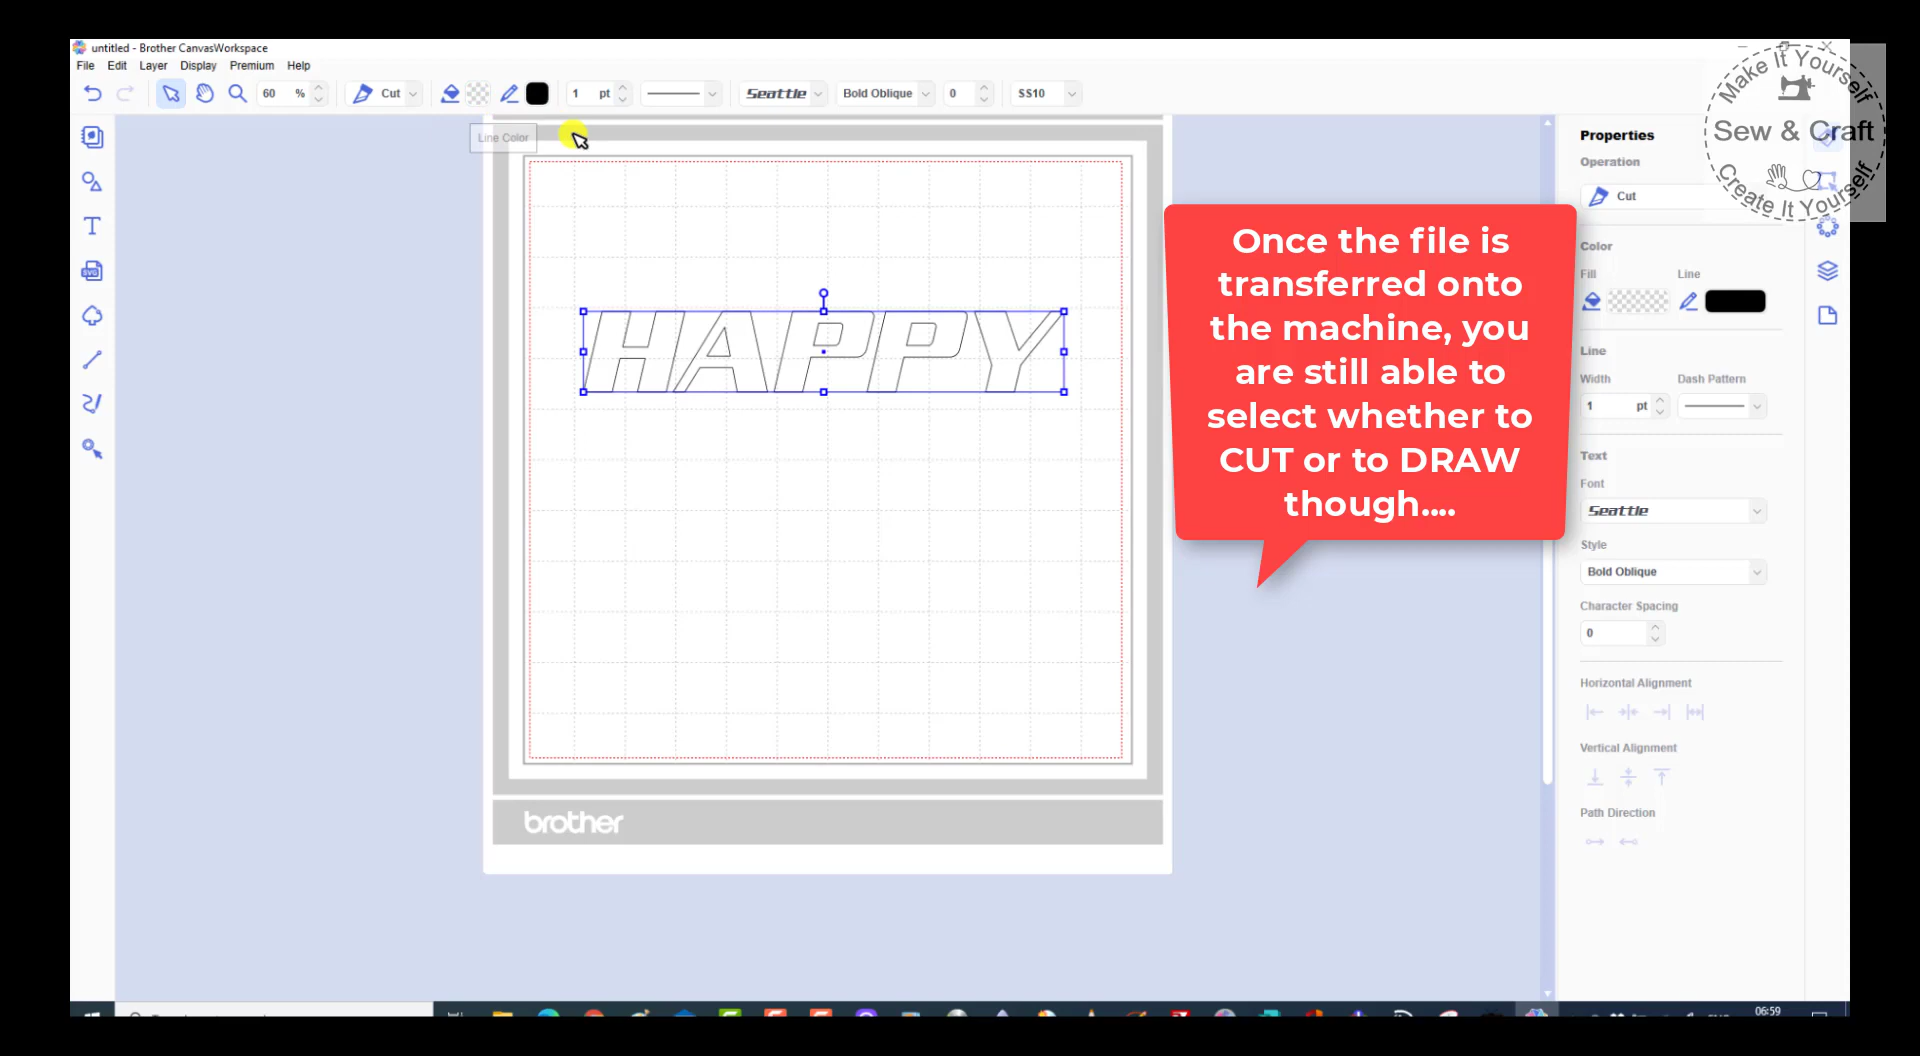 untitled - Brother CanvasWorkspace
File Edit Layer Display Premium Help
60 % Cut 1 pt Seattle Bold Oblique 0 SS10
Line Color
HAPPY
brother
Once the file is
transferred onto
the machine, you
are still able to
select whether to
CUT or to DRAW
though....
Make It Yourself
Sew & Craft
Create It Yourself
Properties
Operation
Cut
Color
Fill Line
Line
Width Dash Pattern
1 pt
Text
Font
Seattle
Style
Bold Oblique
Character Spacing
0
Horizontal Alignment
Vertical Alignment
Path Direction
T
SVG
06:59